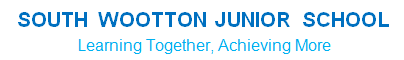 SOUTH WOOTTON JUNIOR SCHOOL
Learning Together, Achieving More